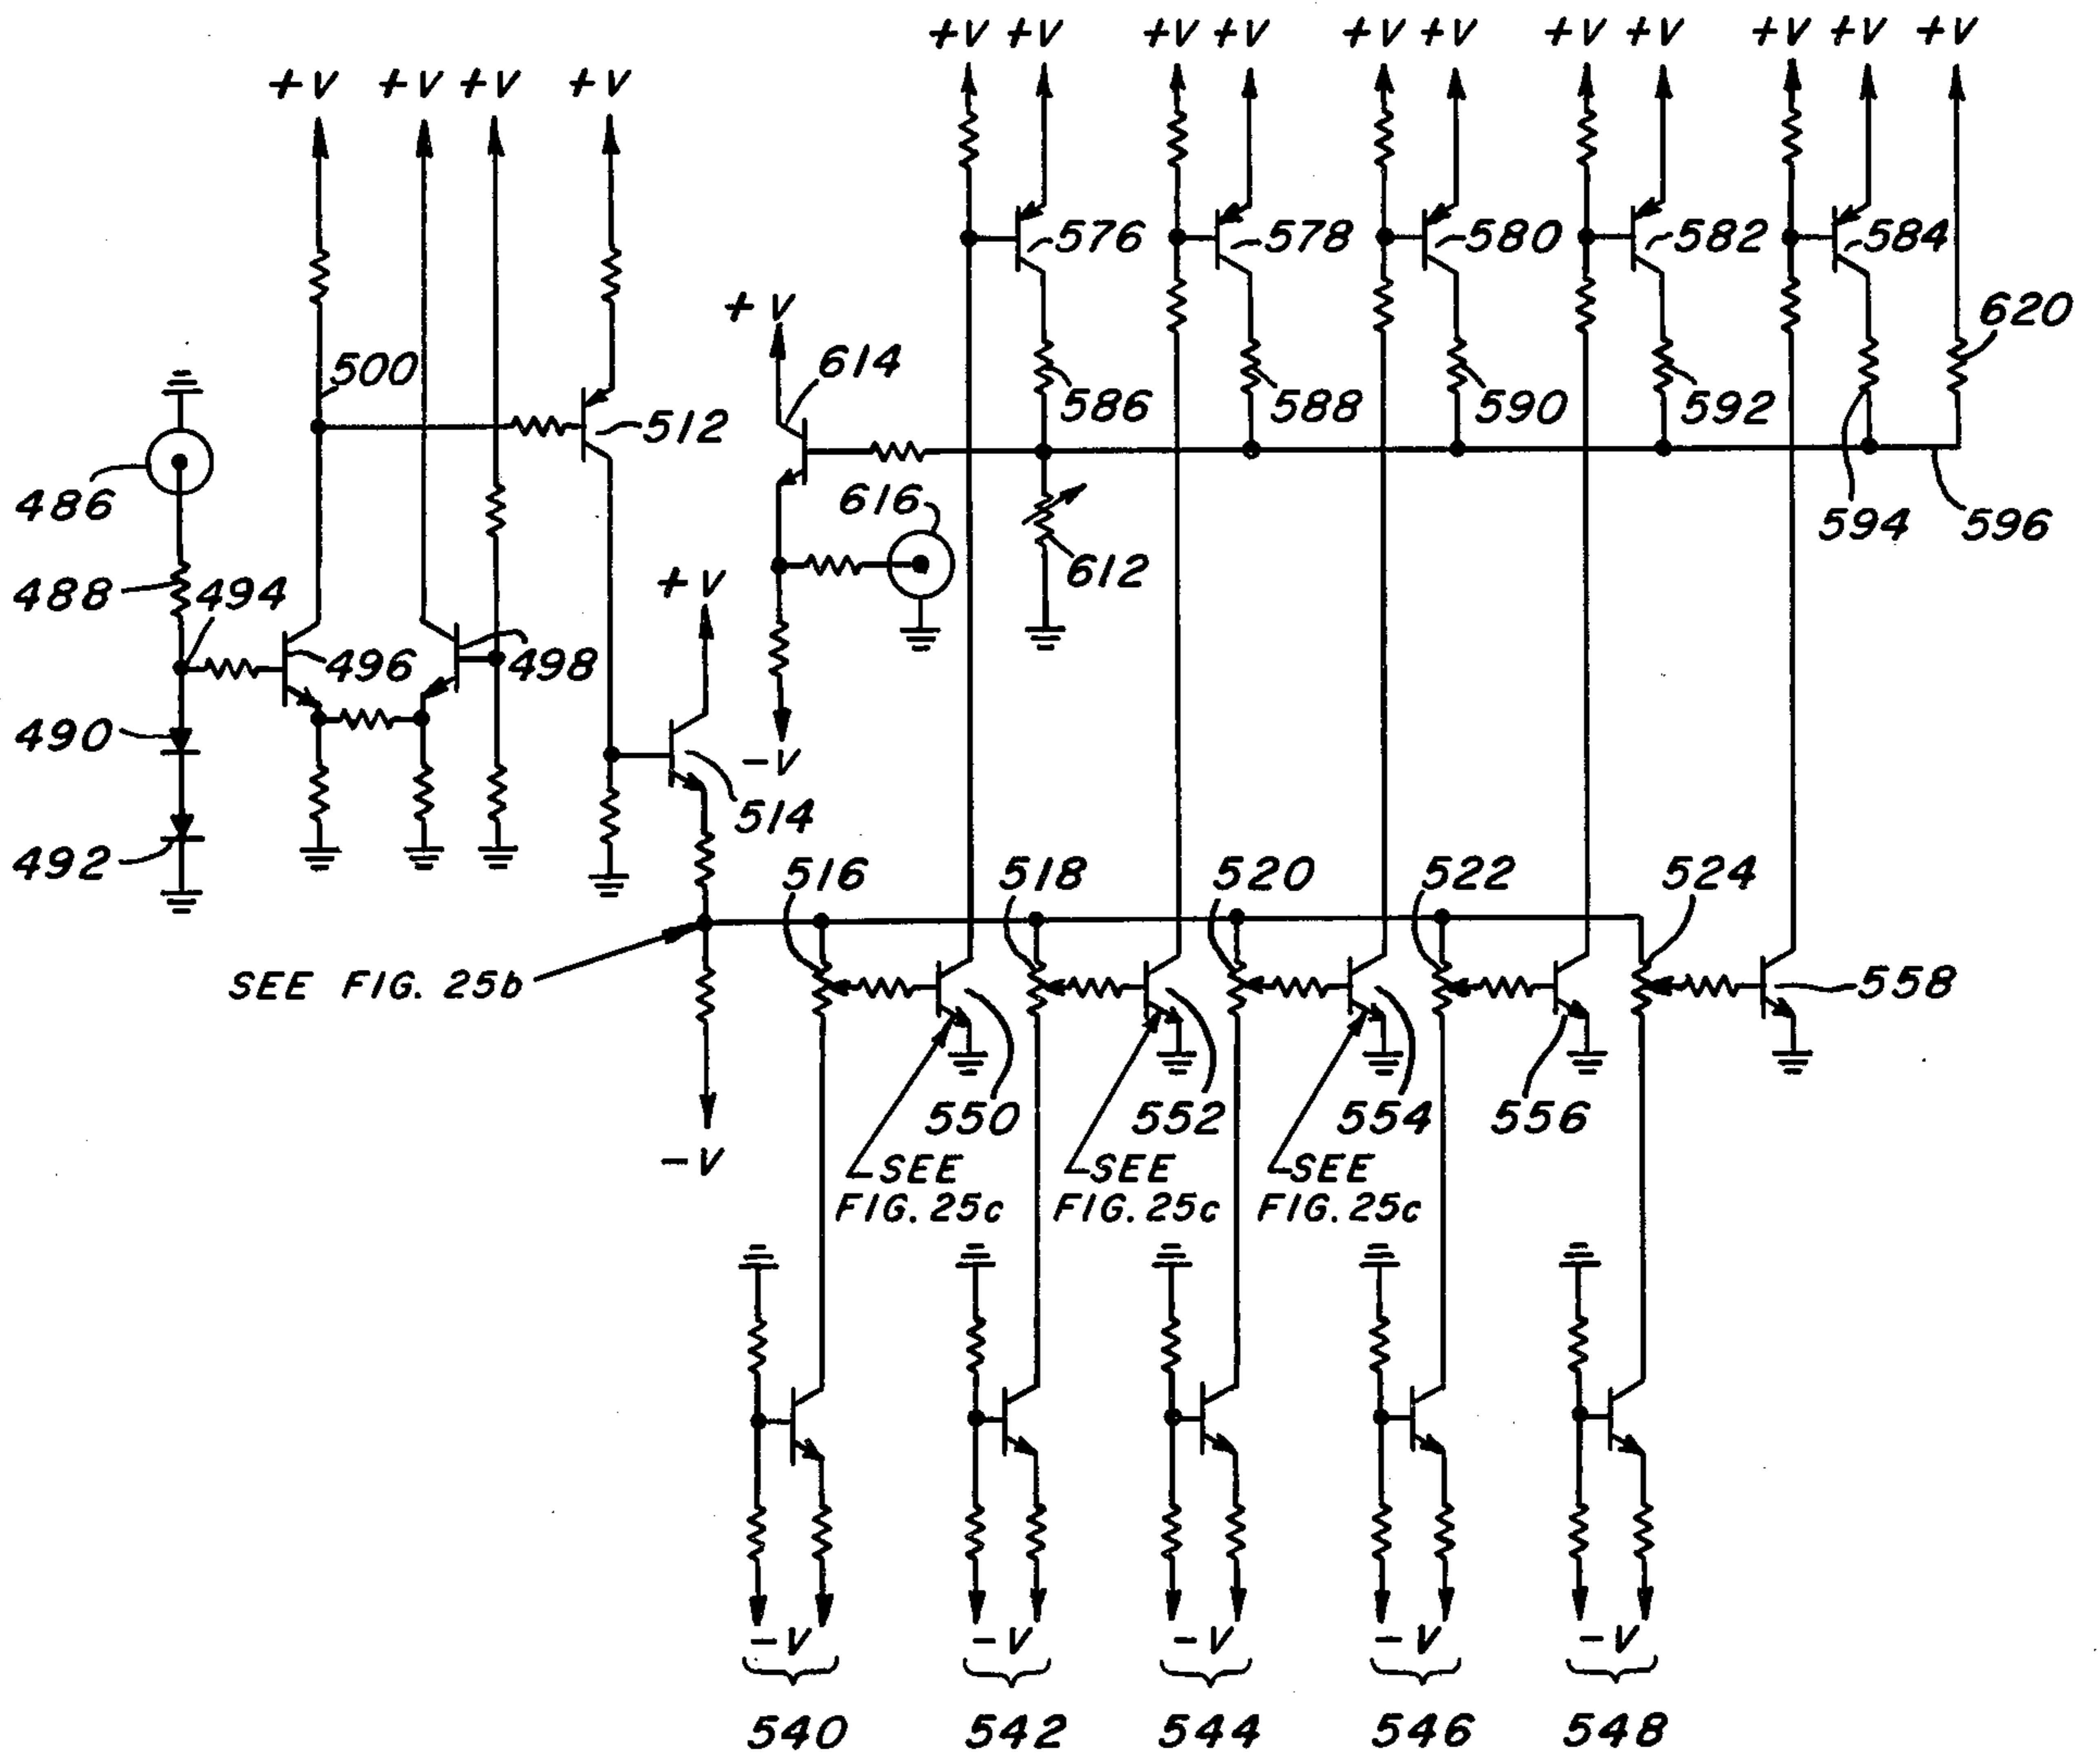 +V +V +V +V +V +V +V +V +V +V +V
+V +V +V +V
576 578 580 582 584
+V 620
614
500
586 588 590 592
512
486 616 594 596
612
488 494 +V
496 498
490
-V
514
492
516 518 520 522 524
SEE FIG. 25b 558
550 552 554 556
-V
SEE FIG. 25c
SEE FIG. 25c
SEE FIG. 25c
-V -V -V -V -V
540 542 544 546 548